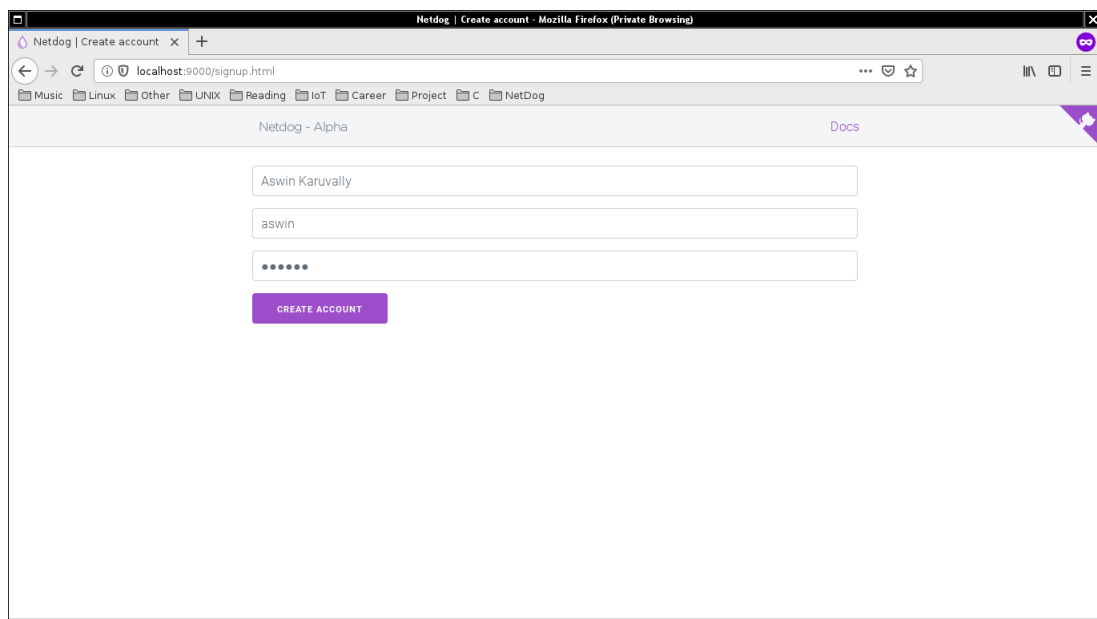 Netdog | Create account - Mozilla Firefox (Private Browsing)
Netdog | Create account
localhost:9000/signup.html
Music Linux Other UNIX Reading IoT Career Project C NetDog
Netdog - Alpha Docs
Aswin Karuvally
aswin
●●●●●●
CREATE ACCOUNT